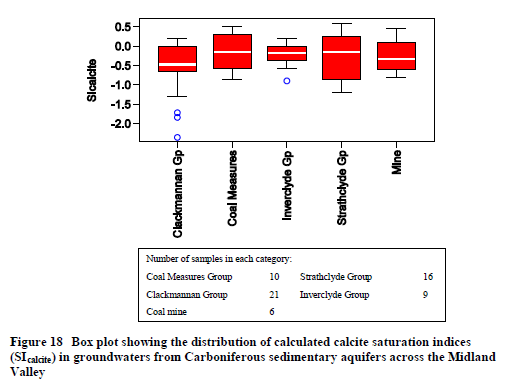 SIcalcite
0.5
0.0
-0.5
-1.0
-1.5
-2.0
Clackmannan Gp
Coal Measures
Inverclyde Gp
Strathclyde Gp
Mine
Number of samples in each category:
Coal Measures Group 10 Strathclyde Group 16
Clackmannan Group 21 Inverclyde Group 9
Coal mine 6
Figure 18 Box plot showing the distribution of calculated calcite saturation indices
(SIcalcite) in groundwaters from Carboniferous sedimentary aquifers across the Midland
Valley